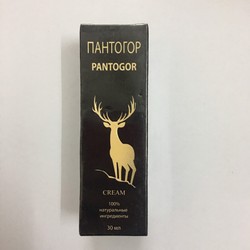 ПАНТОГОР
PANTOGOR
CREAM
100%
натуральные
ингредиенты
30 мл